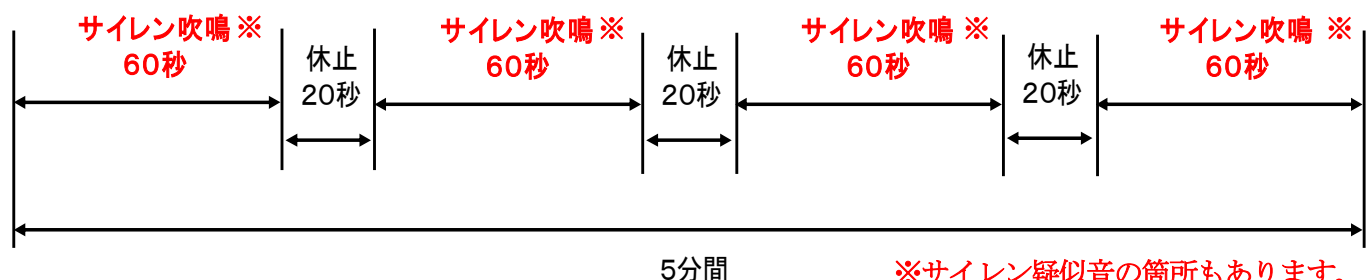 サイレン吹鳴※
60秒
休止
20秒
サイレン吹鳴※
60秒
休止
20秒
サイレン吹鳴 ※
60秒
休止
20秒
サイレン吹鳴 ※
60秒
5分間
※サイレン疑似音の箇所もあります。